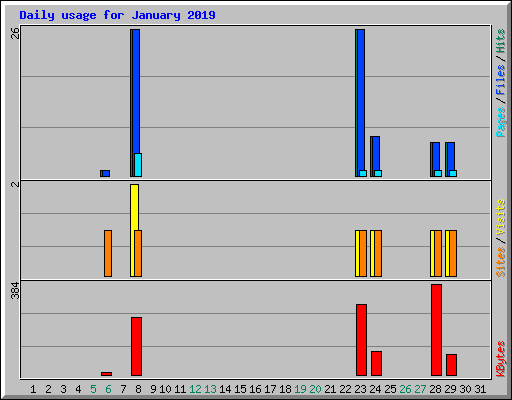 Daily usage for January 2019
26
Pages / Files / Hits
2
Sites / Visits
384
KBytes
1 2 3 4 5 6 7 8 9 10 11 12 13 14 15 16 17 18 19 20 21 22 23 24 25 26 27 28 29 30 31